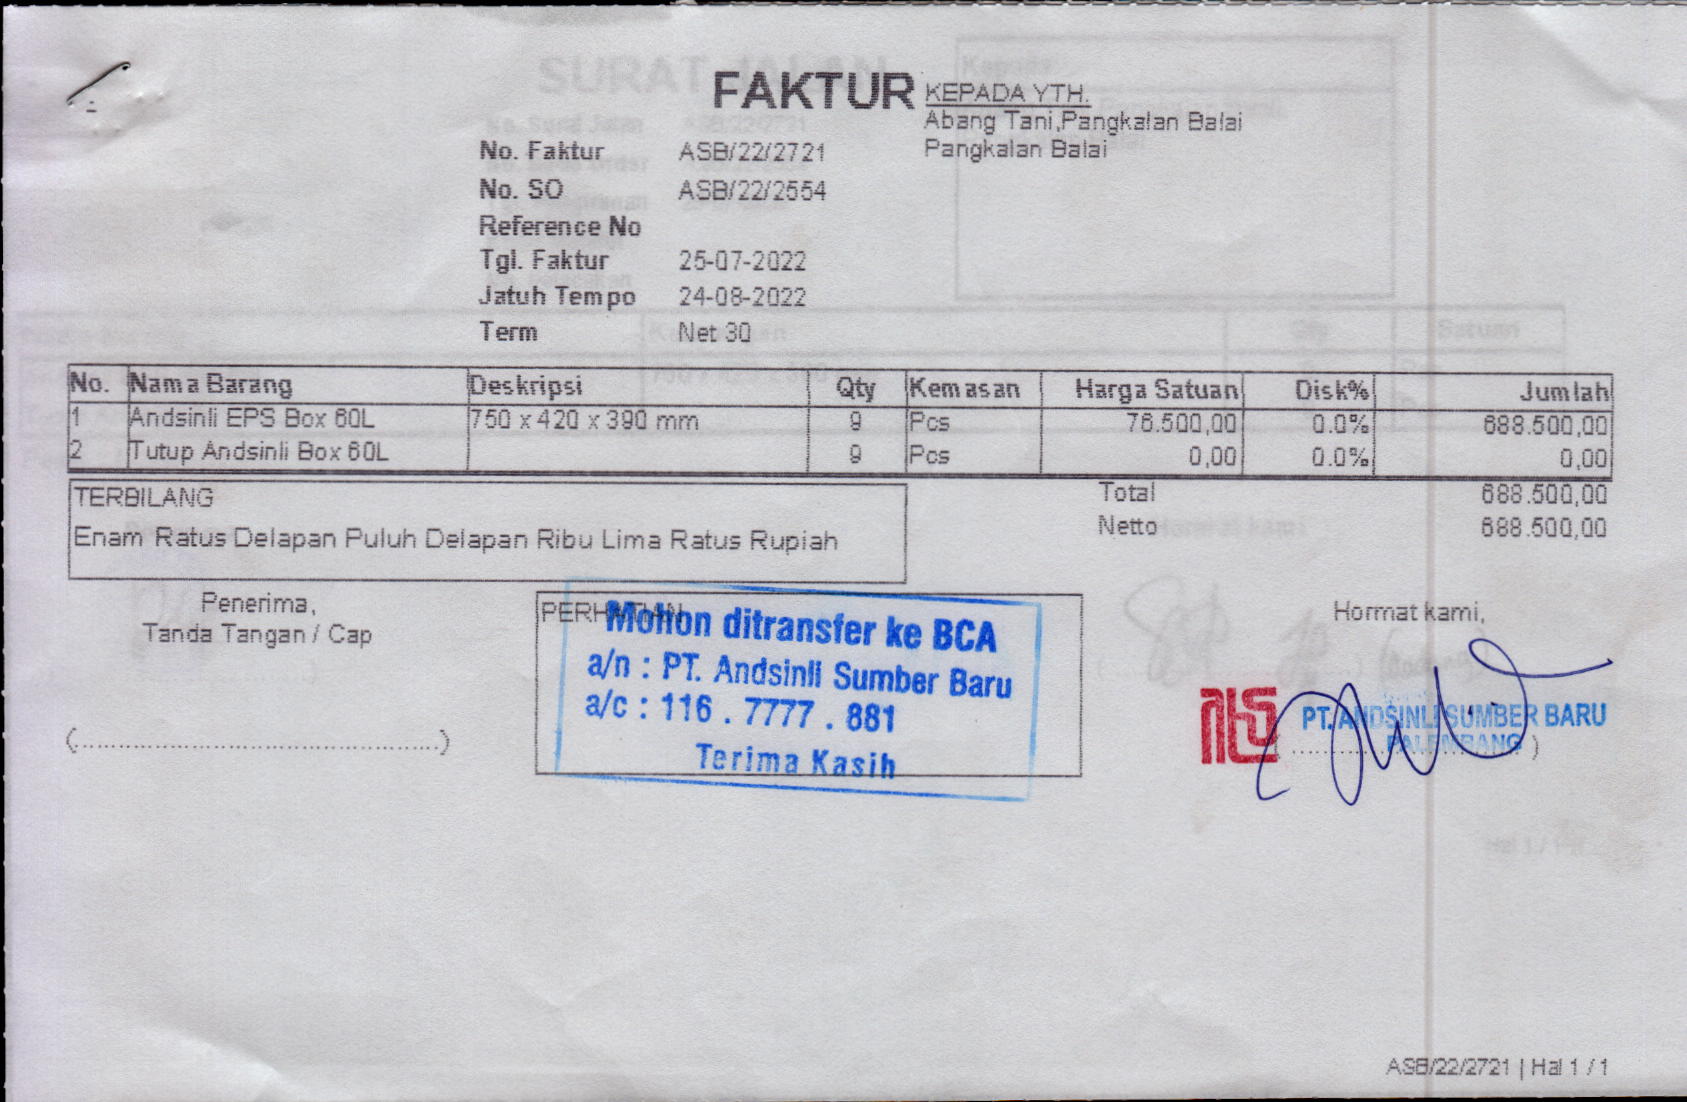 FAKTUR
KEPADA YTH.
Abang Tani,Pangkalan Balai
Pangkalan Balai
No. Faktur ASB/22/2721
No. SO ASB/22/2554
Reference No
Tgl. Faktur 25-07-2022
Jatuh Tempo 24-08-2022
Term Net 30
No. Nama Barang Deskripsi Qty Kemasan Harga Satuan Disk% Jumlah
1 Andsinli EPS Box 60L 750 x 420 x 390 mm 9 Pcs 76.500,00 0.0% 688.500,00
2 Tutup Andsinli Box 60L 9 Pcs 0,00 0.0% 0,00
TERBILANG
Enam Ratus Delapan Puluh Delapan Ribu Lima Ratus Rupiah
Total 688.500,00
Netto 688.500,00
Penerima,
Tanda Tangan / Cap
(..............................................)
PERHATIAN
Mohon ditransfer ke BCA
a/n : PT. Andsinli Sumber Baru
a/c : 116 . 7777 . 881
Terima Kasih
Hormat kami,
PT. ANDSINLI SUMBER BARU
PALEMBANG
ASB/22/2721 | Hal 1 / 1